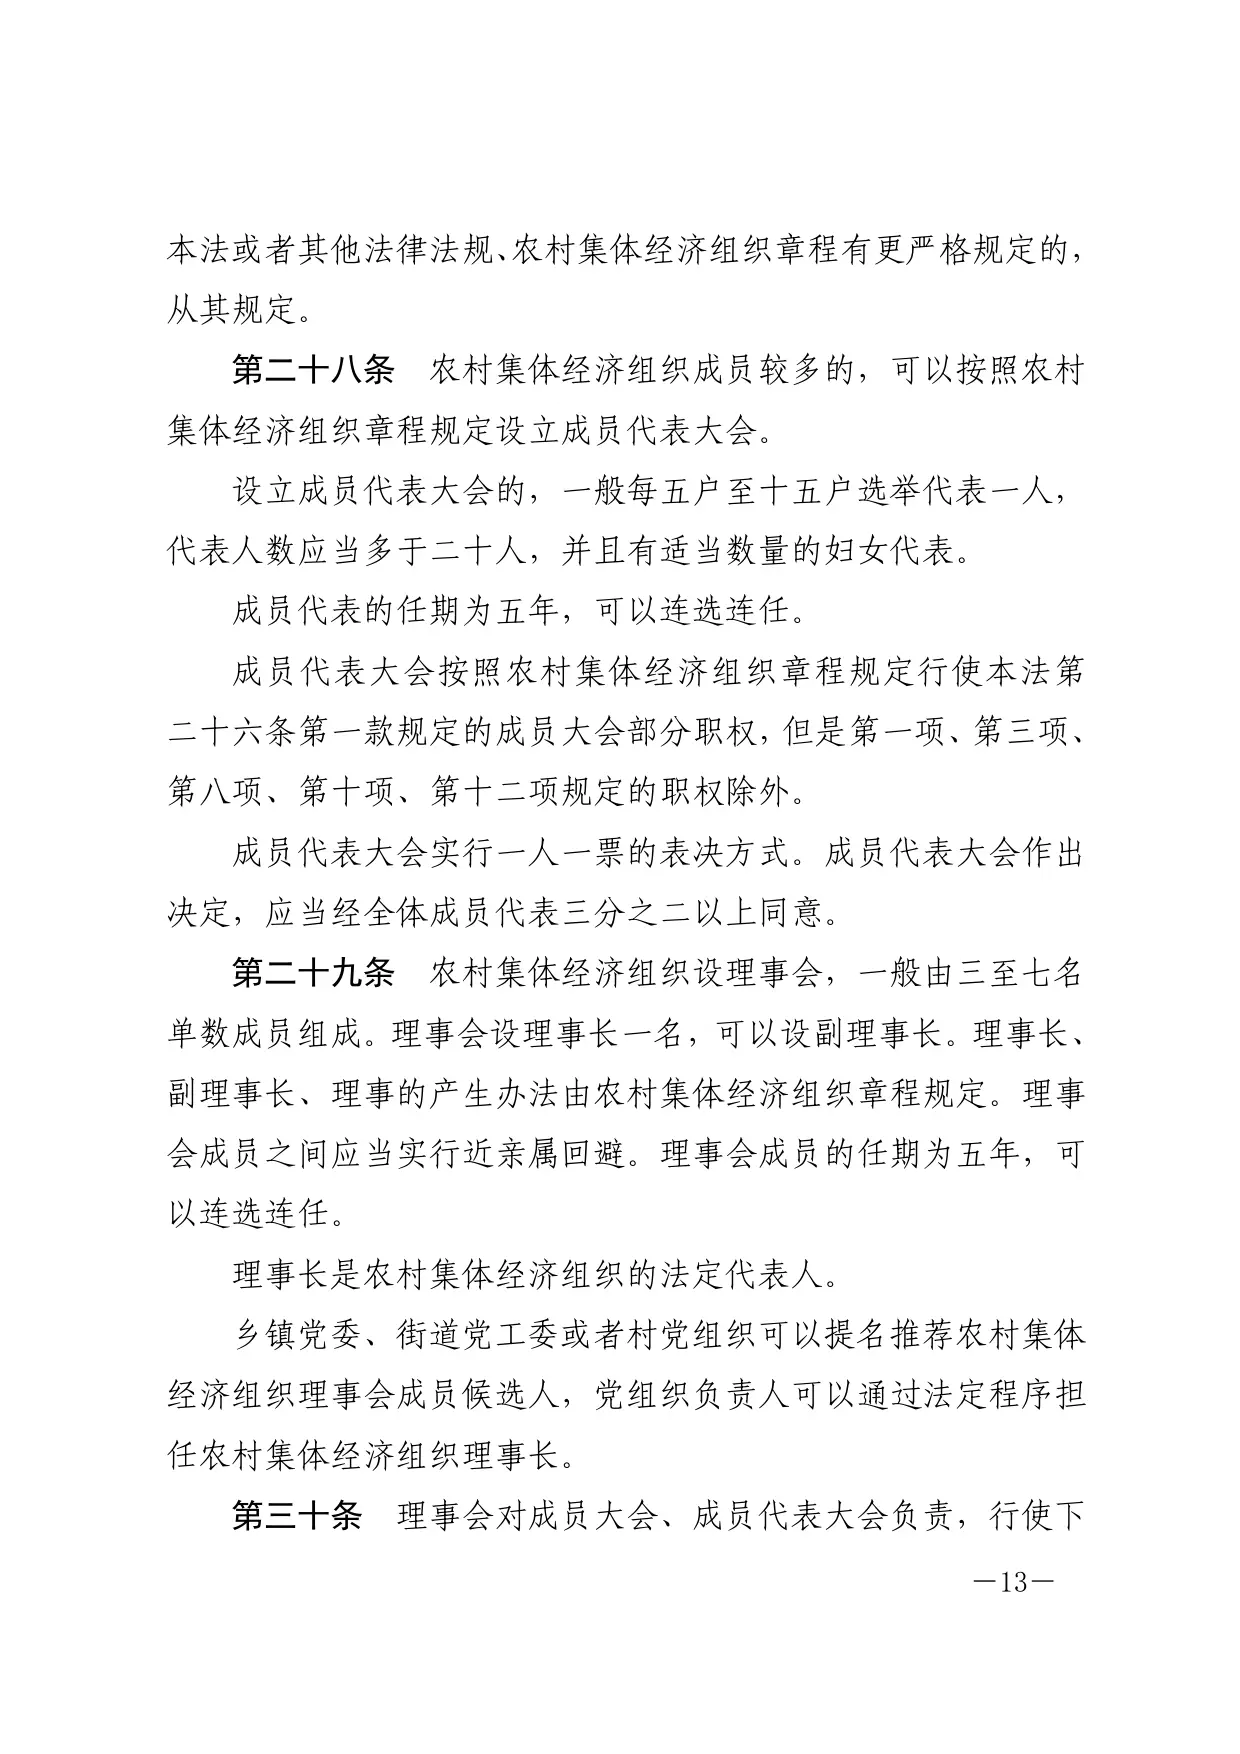 本法或者其他法律法规、农村集体经济组织章程有更严格规定的，
从其规定。
第二十八条　农村集体经济组织成员较多的，可以按照农村
集体经济组织章程规定设立成员代表大会。
设立成员代表大会的，一般每五户至十五户选举代表一人，
代表人数应当多于二十人，并且有适当数量的妇女代表。
成员代表的任期为五年，可以连选连任。
成员代表大会按照农村集体经济组织章程规定行使本法第
二十六条第一款规定的成员大会部分职权，但是第一项、第三项、
第八项、第十项、第十二项规定的职权除外。
成员代表大会实行一人一票的表决方式。成员代表大会作出
决定，应当经全体成员代表三分之二以上同意。
第二十九条　农村集体经济组织设理事会，一般由三至七名
单数成员组成。理事会设理事长一名，可以设副理事长。理事长、
副理事长、理事的产生办法由农村集体经济组织章程规定。理事
会成员之间应当实行近亲属回避。理事会成员的任期为五年，可
以连选连任。
理事长是农村集体经济组织的法定代表人。
乡镇党委、街道党工委或者村党组织可以提名推荐农村集体
经济组织理事会成员候选人，党组织负责人可以通过法定程序担
任农村集体经济组织理事长。
第三十条　理事会对成员大会、成员代表大会负责，行使下
—13—